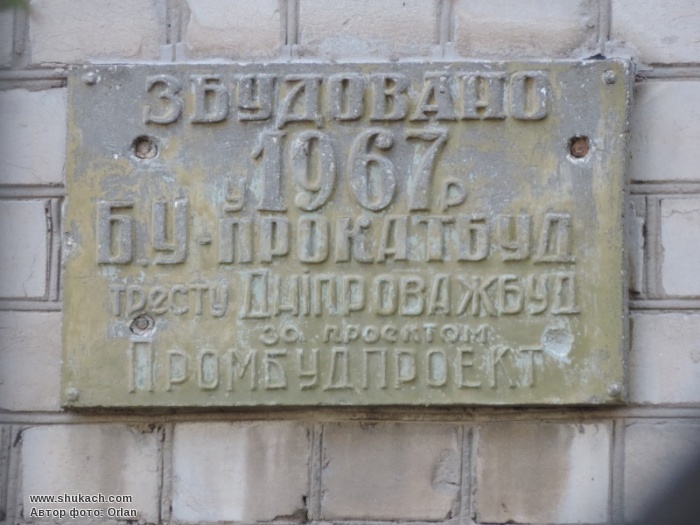 ЗБУДОВАНО
у 1967 р
Б.У-ПРОКАТБУД
тресту ДНІПРОВАЖБУД
за проектом
ПРОМБУДПРОЕКТ
www.shukach.com
Автор фото: Orlan